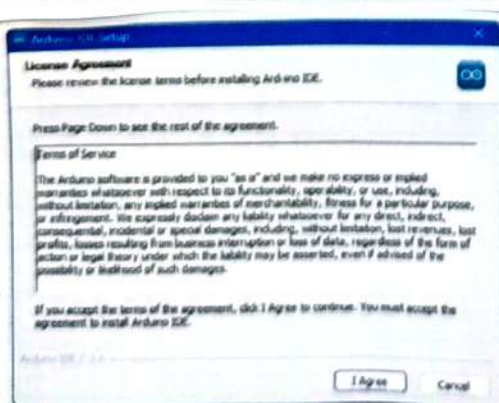 Arduino IDE Setup
License Agreement
Please review the license terms before installing Arduino IDE.
Press Page Down to see the rest of the agreement.
Terms of Service
The Arduino software is provided to you "as is" and we make no express or implied
warranties whatsoever with respect to its functionality, operability, or use, including,
without limitation, any implied warranties of merchantability, fitness for a particular purpose,
or infringement. We expressly disclaim any liability whatsoever for any direct, indirect,
consequential, incidental or special damages, including, without limitation, lost revenues, lost
profits, losses resulting from business interruption or loss of data, regardless of the form of
action or legal theory under which the liability may be asserted, even if advised of the
possibility or likelihood of such damages.
If you accept the terms of the agreement, click I Agree to continue. You must accept the
agreement to install Arduino IDE.
Arduino IDE
I Agree
Cancel